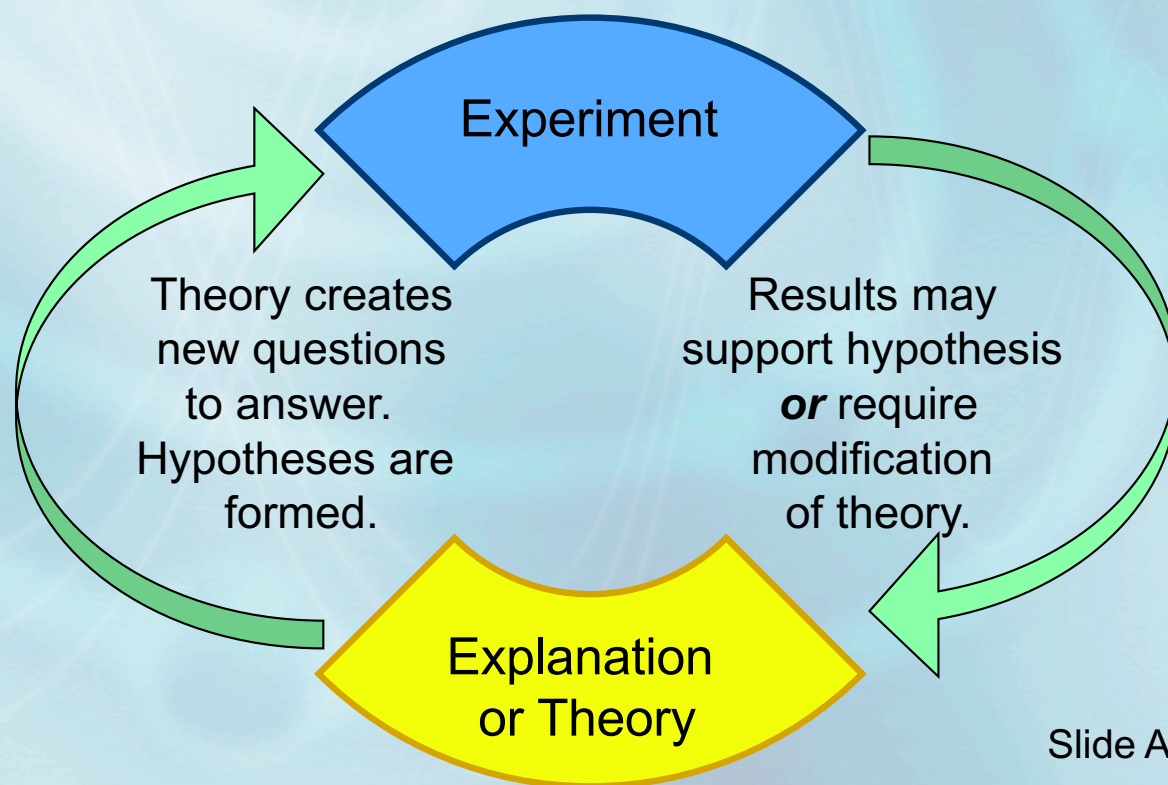 Experiment
Theory creates
new questions
to answer.
Hypotheses are
formed.
Results may
support hypothesis
or require
modification
of theory.
Explanation
or Theory
Slide A